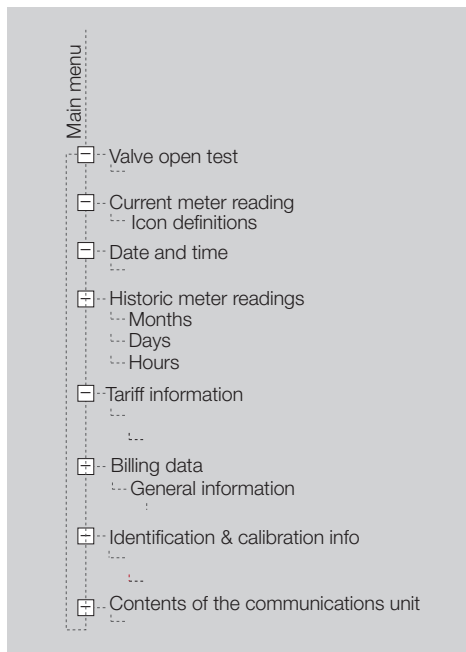 Main menu
Valve open test
Current meter reading
Icon definitions
Date and time
Historic meter readings
Months
Days
Hours
Tariff information
Billing data
General information
Identification & calibration info
Contents of the communications unit